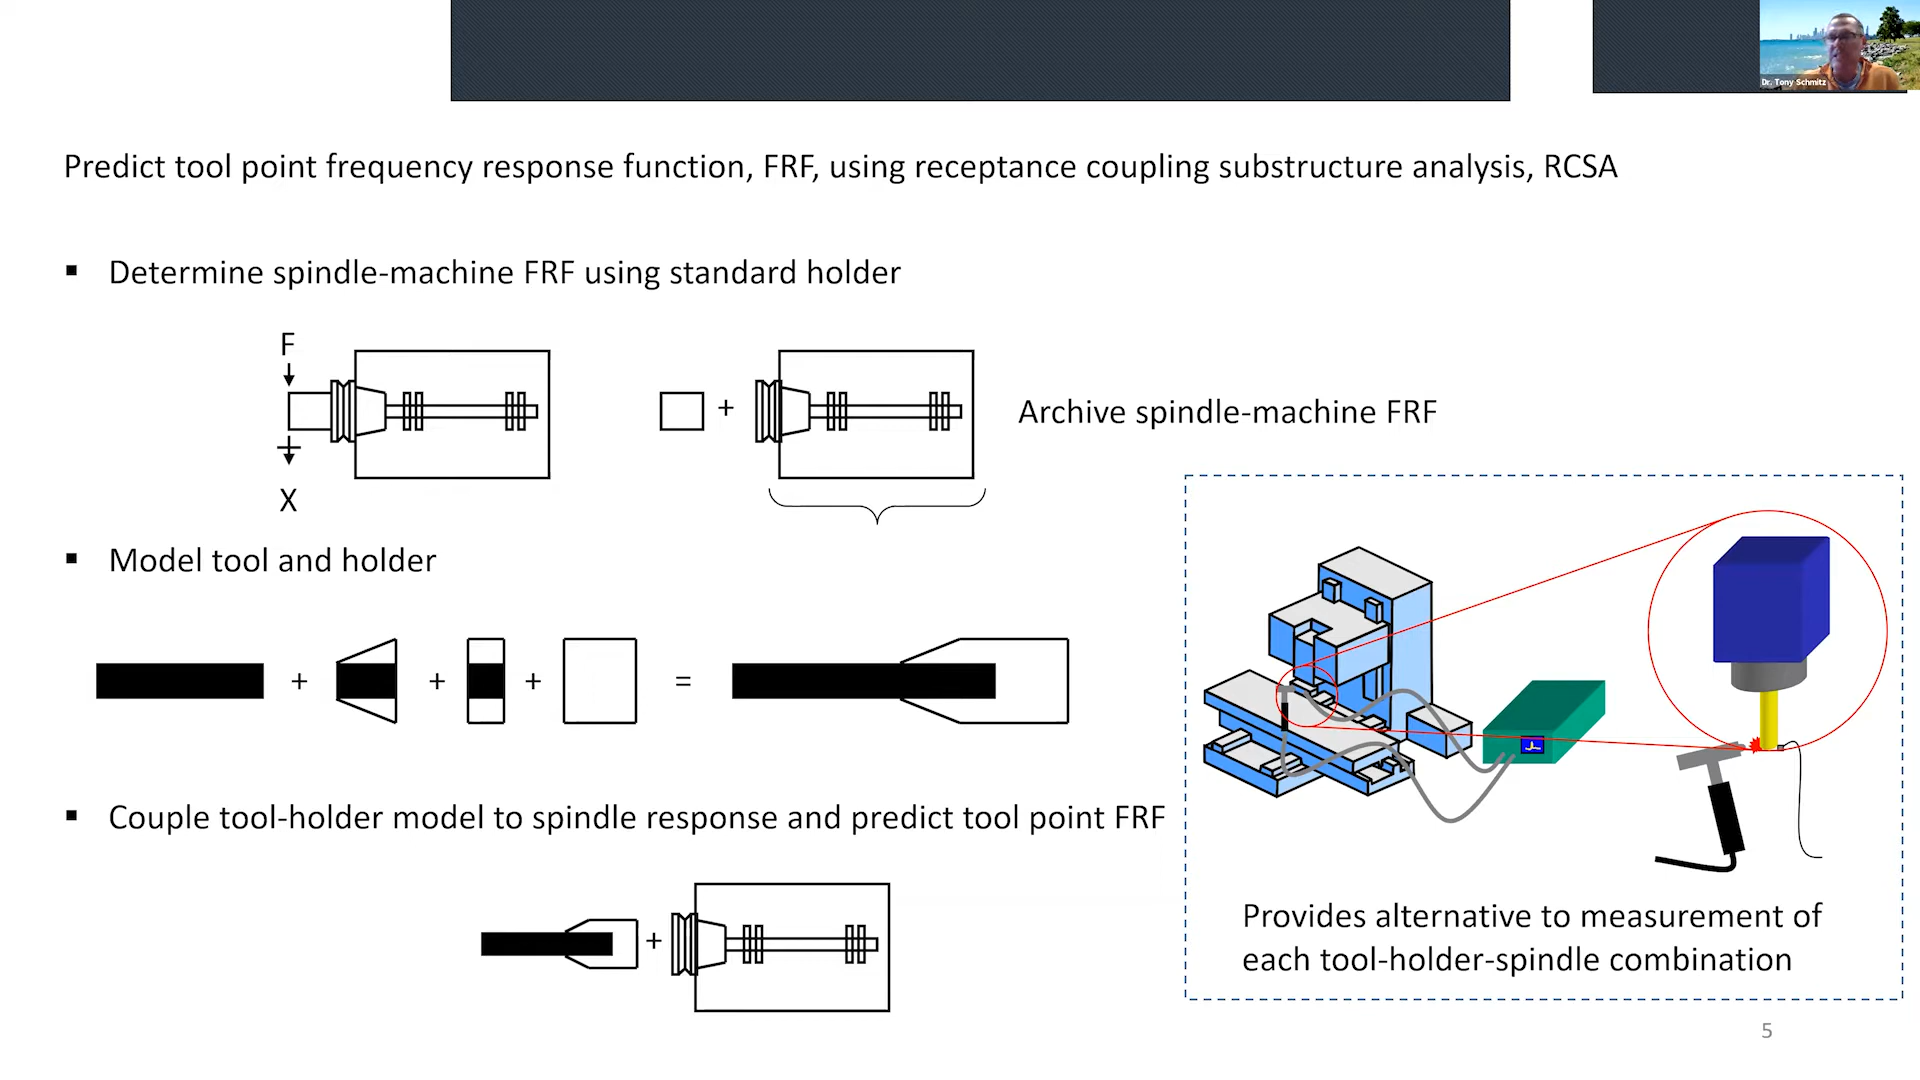 Dr. Tony Schmitz
Predict tool point frequency response function, FRF, using receptance coupling substructure analysis, RCSA
▪ Determine spindle-machine FRF using standard holder
F
X
+
Archive spindle-machine FRF
▪ Model tool and holder
+ + + =
▪ Couple tool-holder model to spindle response and predict tool point FRF
+
Provides alternative to measurement of
each tool-holder-spindle combination
5